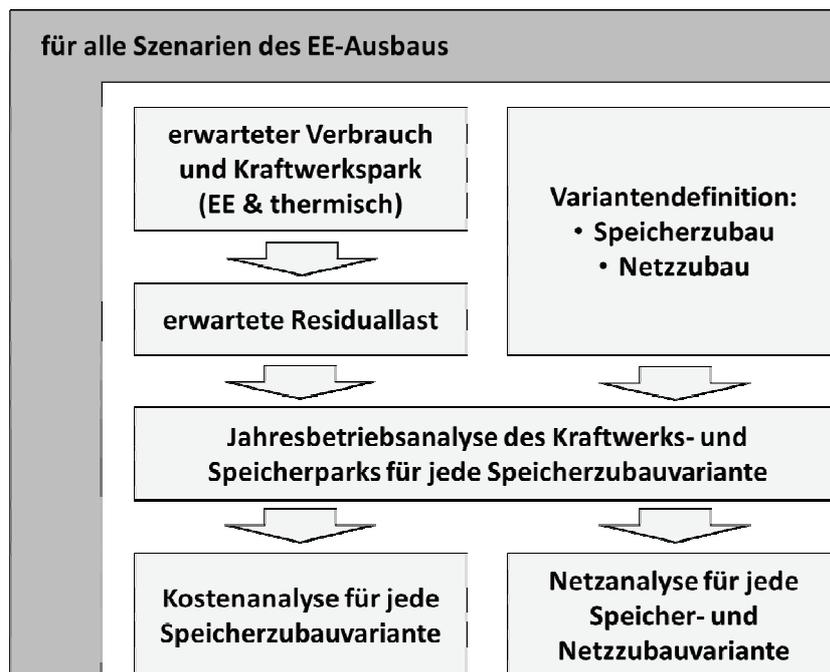 für alle Szenarien des EE-Ausbaus
erwarteter Verbrauch
und Kraftwerkspark
(EE & thermisch)
Variantendefinition:
• Speicherzubau
• Netzzubau
erwartete Residuallast
Jahresbetriebsanalyse des Kraftwerks- und
Speicherparks für jede Speicherzubauvariante
Kostenanalyse für jede
Speicherzubauvariante
Netzanalyse für jede
Speicher- und
Netzzubauvariante